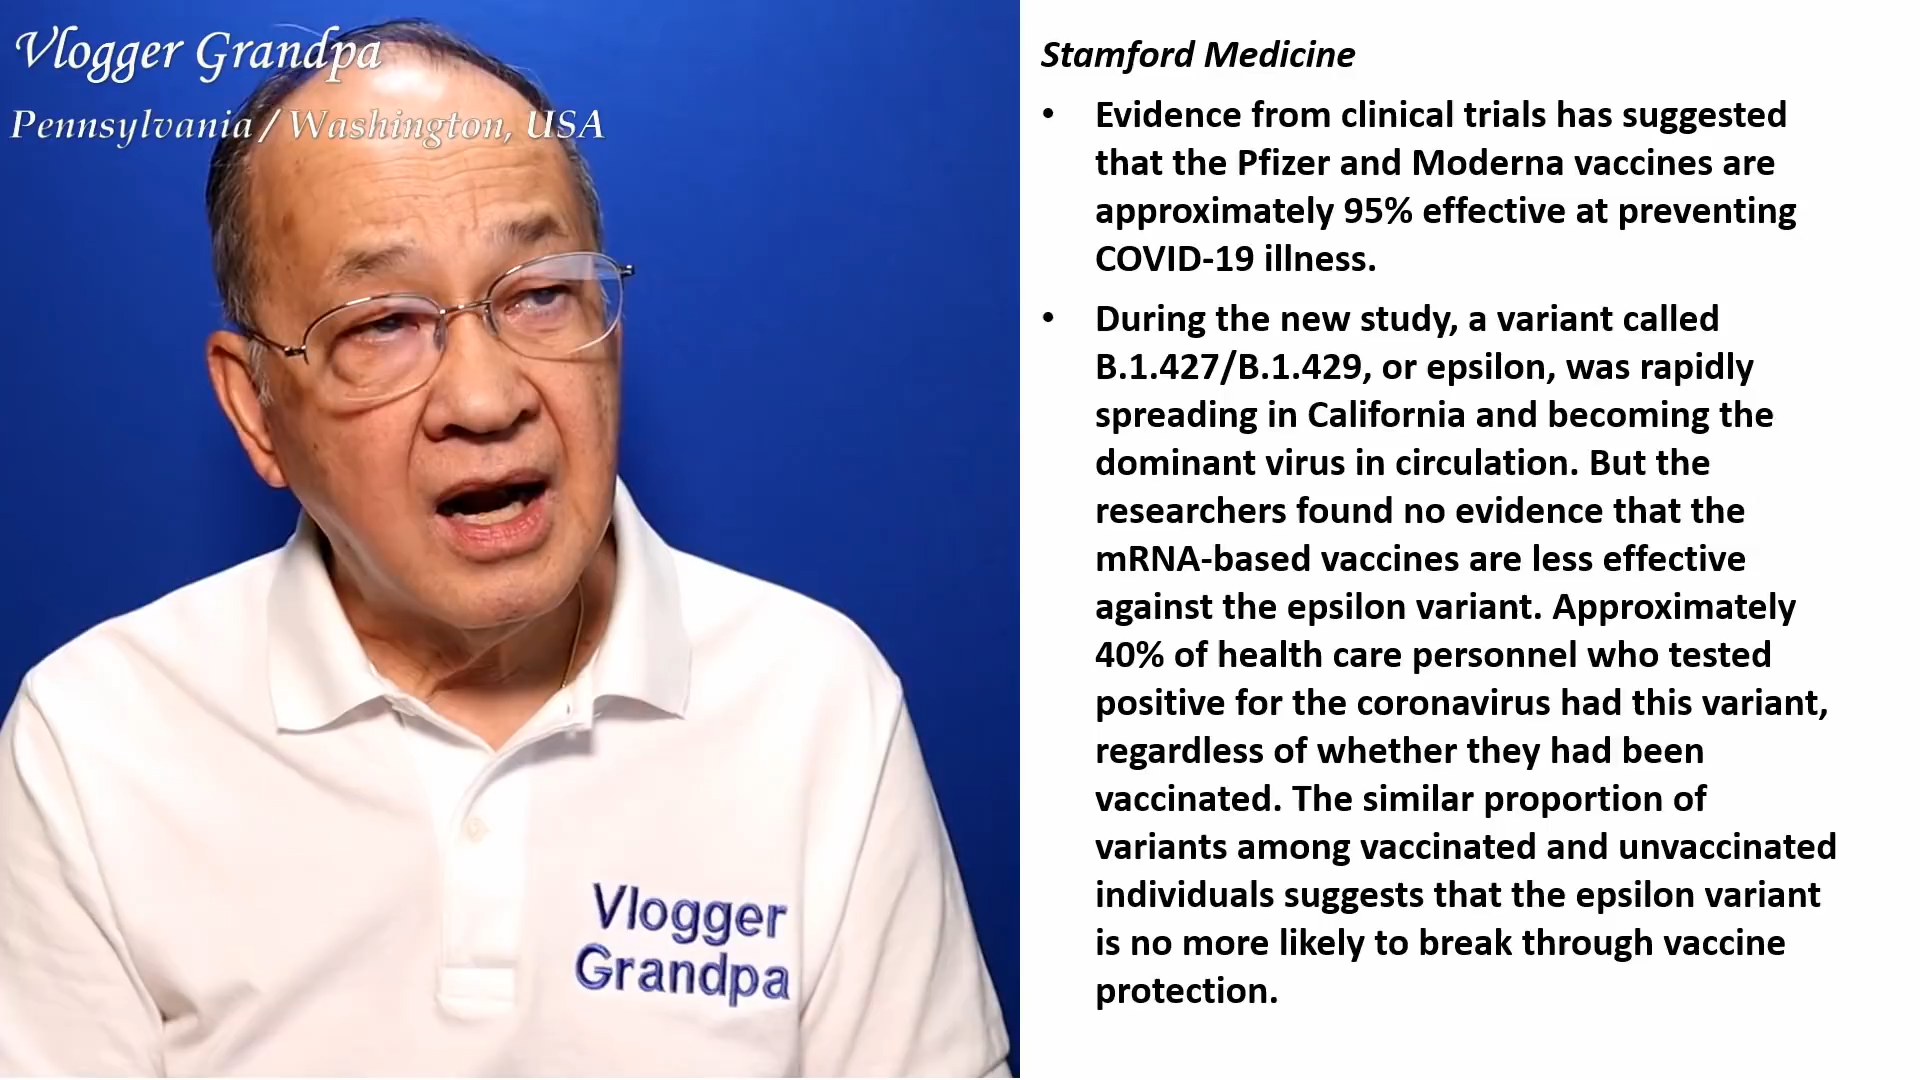 Vlogger Grandpa
Pennsylvania / Washington, USA
Vlogger
Grandpa
Stamford Medicine
• Evidence from clinical trials has suggested
that the Pfizer and Moderna vaccines are
approximately 95% effective at preventing
COVID-19 illness.
• During the new study, a variant called
B.1.427/B.1.429, or epsilon, was rapidly
spreading in California and becoming the
dominant virus in circulation. But the
researchers found no evidence that the
mRNA-based vaccines are less effective
against the epsilon variant. Approximately
40% of health care personnel who tested
positive for the coronavirus had this variant,
regardless of whether they had been
vaccinated. The similar proportion of
variants among vaccinated and unvaccinated
individuals suggests that the epsilon variant
is no more likely to break through vaccine
protection.